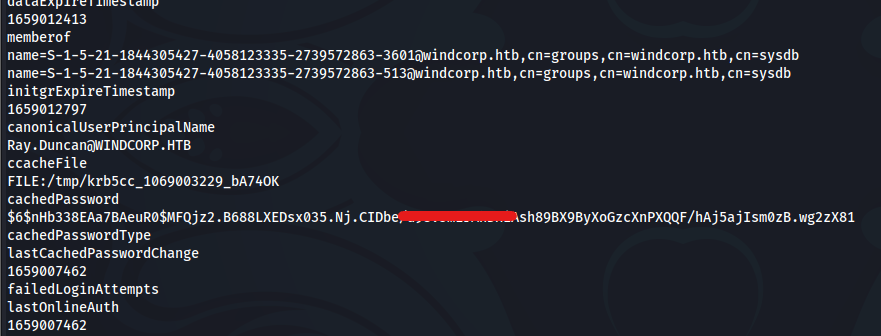 dataExpireTimestamp
1659012413
memberof
name=S-1-5-21-1844305427-4058123335-2739572863-3601@windcorp.htb,cn=groups,cn=windcorp.htb,cn=sysdb
name=S-1-5-21-1844305427-4058123335-2739572863-513@windcorp.htb,cn=groups,cn=windcorp.htb,cn=sysdb
initgrExpireTimestamp
1659012797
canonicalUserPrincipalName
Ray.Duncan@WINDCORP.HTB
ccacheFile
FILE:/tmp/krb5cc_1069003229_bA74OK
cachedPassword
$6$nHb338EAa7BAeuR0$MFQjz2.B688LXEDsx035.Nj.CIDbe/ Ash89BX9ByXoGzcXnPXQQF/hAj5ajIsm0zB.wg2zX81
cachedPasswordType
lastCachedPasswordChange
1659007462
failedLoginAttempts
lastOnlineAuth
1659007462